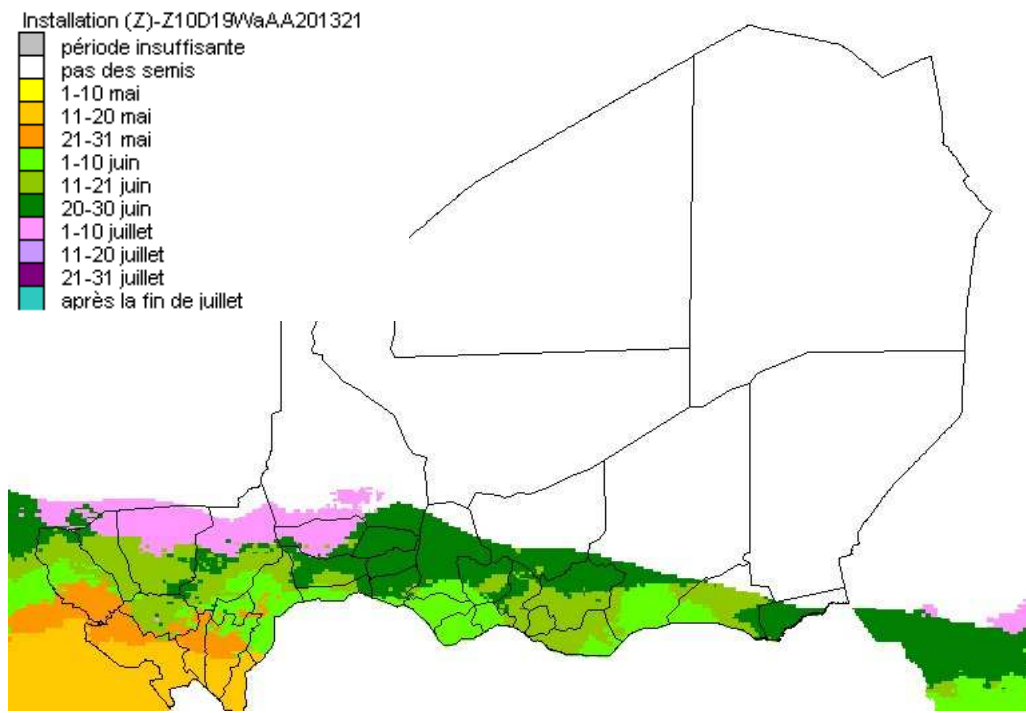 Installation (Z)-Z10D19WaAA201321
période insuffisante
pas des semis
1-10 mai
11-20 mai
21-31 mai
1-10 juin
11-21 juin
20-30 juin
1-10 juillet
11-20 juillet
21-31 juillet
après la fin de juillet